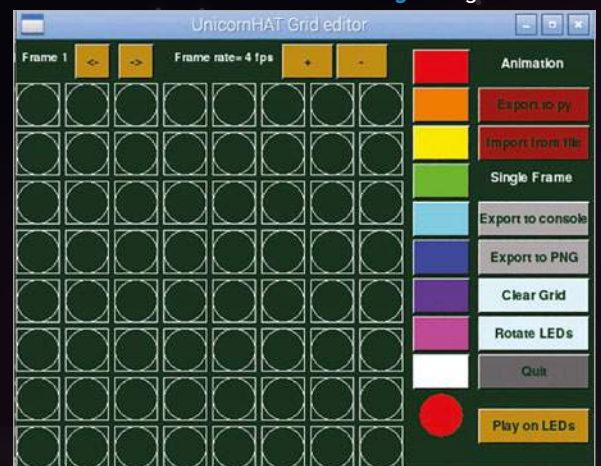 UnicornHAT Grid editor
Frame 1 <- -> Frame rate= 4 fps + -
Animation
Export to py
Import from file
Single Frame
Export to console
Export to PNG
Clear Grid
Rotate LEDs
Quit
Play on LEDs